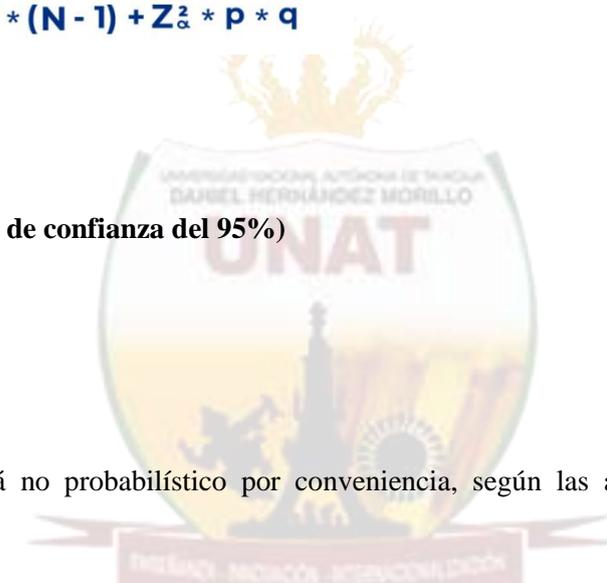 * (N - 1) + Z²α * p * q
UNIVERSIDAD NACIONAL AUTÓNOMA DE TAYACAJA
DANIEL HERNÁNDEZ MORILLO
de confianza del 95%)
UNAT
á no probabilístico por conveniencia, según las a